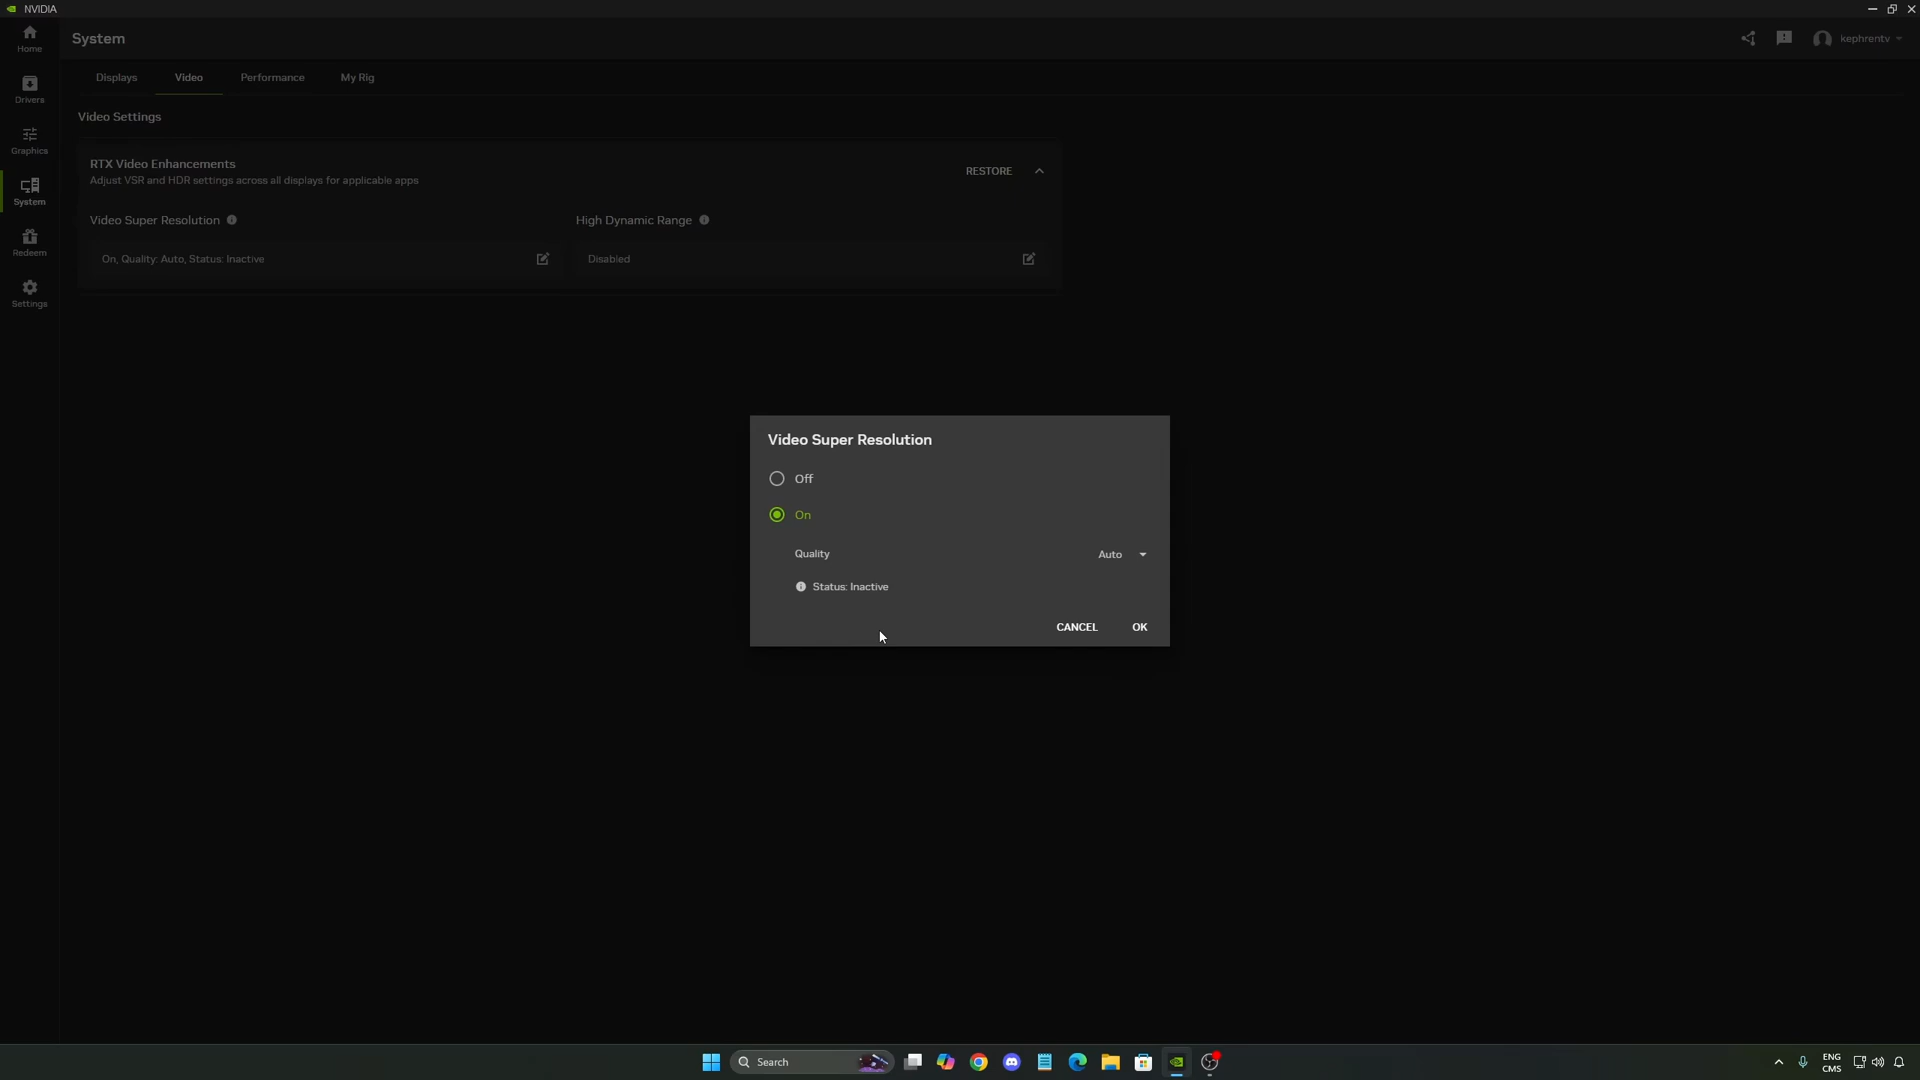 NVIDIA
Home
System
kephrentv
Drivers
Displays
Video
Performance
My Rig
Video Settings
Graphics
RTX Video Enhancements
Adjust VSR and HDR settings across all displays for applicable apps
RESTORE
System
Video Super Resolution
High Dynamic Range
Redeem
On, Quality: Auto, Status: Inactive
Disabled
Settings
Video Super Resolution
Off
On
Quality
Auto
Status: Inactive
CANCEL
OK
Search
ENG
CMS